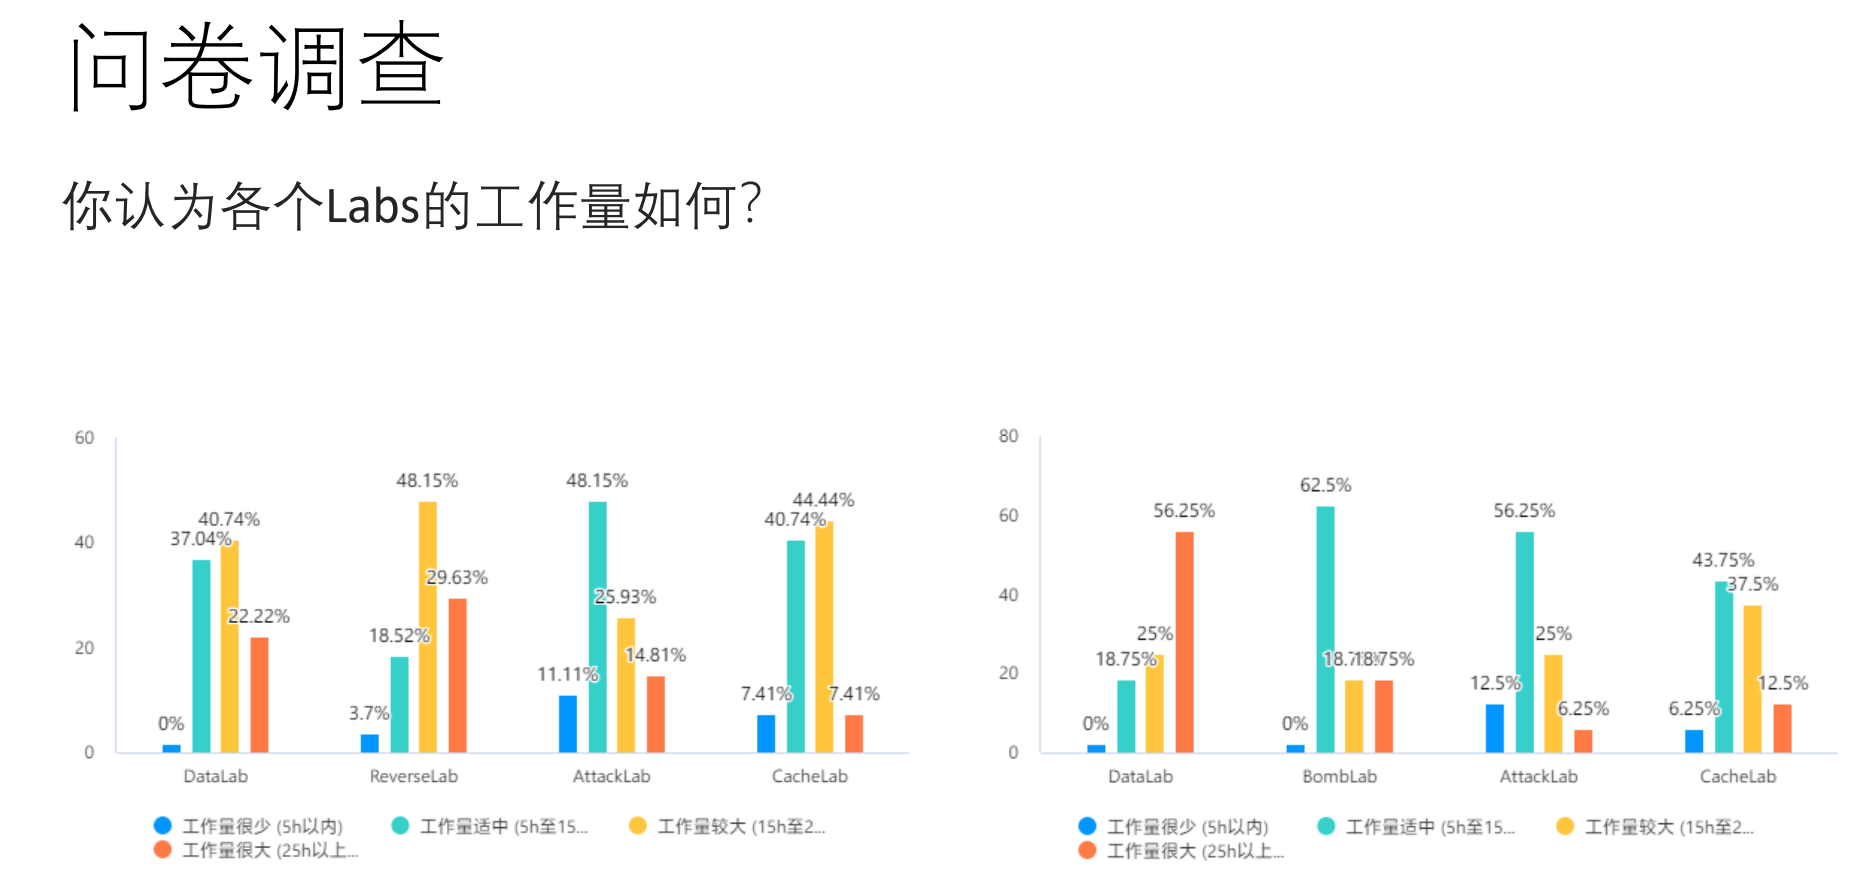 问卷调查
你认为各个Labs的工作量如何？
60
40
20
0
0%
37.04%
40.74%
22.22%
3.7%
18.52%
48.15%
29.63%
11.11%
48.15%
25.93%
14.81%
7.41%
40.74%
44.44%
7.41%
DataLab
ReverseLab
AttackLab
CacheLab
工作量很少 (5h以内)
工作量适中 (5h至15...
工作量较大 (15h至2...
工作量很大 (25h以上...
80
60
40
20
0
0%
18.75%
25%
56.25%
0%
62.5%
18.75%
18.75%
12.5%
56.25%
25%
6.25%
6.25%
43.75%
37.5%
12.5%
DataLab
BombLab
AttackLab
CacheLab
工作量很少 (5h以内)
工作量适中 (5h至15...
工作量较大 (15h至2...
工作量很大 (25h以上...